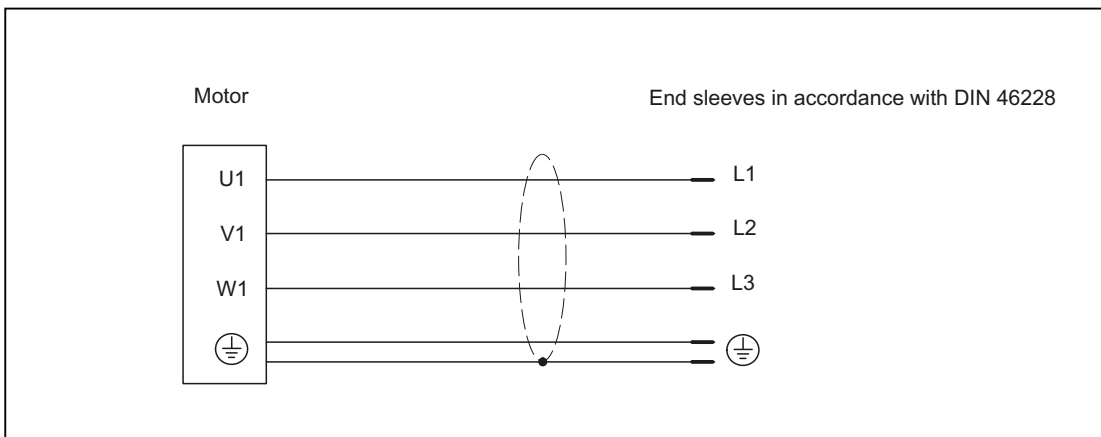 Motor
End sleeves in accordance with DIN 46228
U1
L1
V1
L2
W1
L3